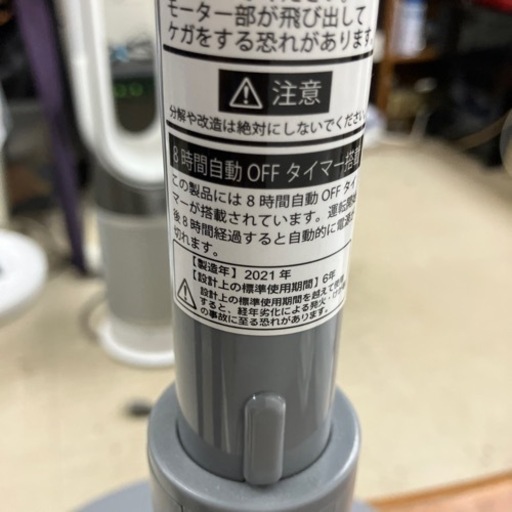 モーター部が飛び出して
ケガをする恐れがあります。
注意
分解や改造は絶対にしないでください
8時間自動OFFタイマー搭載
この製品には8時間自動OFFタイ
マーが搭載されています。運転開始
後8時間経過すると自動的に電源が
切れます。
【製造年】2021年
【設計上の標準使用期間】6年
設計上の標準使用期間を超えて使用
すると、経年劣化による発火・けが等
の事故に至る恐れがあります。